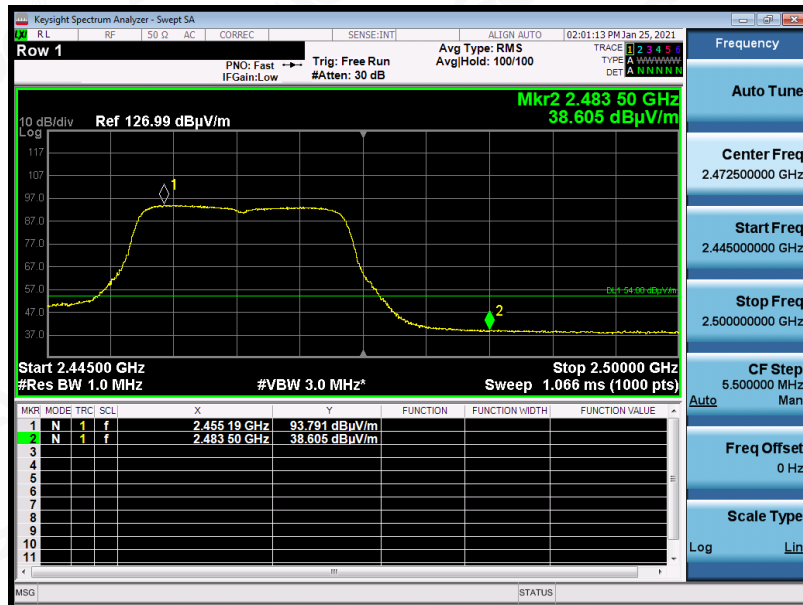 Keysight Spectrum Analyzer - Swept SA
LXI RL RF 50 Ω AC CORREC SENSE:INT ALIGN AUTO 02:01:13 PM Jan 25, 2021
Row 1
PNO: Fast
IFGain:Low
Trig: Free Run
#Atten: 30 dB
Avg Type: RMS
Avg|Hold: 100/100
TRACE 1 2 3 4 5 6
TYPE A WWWWW
DET A N N N N N
Mkr2 2.483 50 GHz
38.605 dBµV/m
10 dB/div Ref 126.99 dBµV/m
Log
117
107
97.0
87.0
77.0
67.0
57.0
47.0
37.0
1
2
DL1 54.00 dBµV/m
Start 2.44500 GHz Stop 2.50000 GHz
#Res BW 1.0 MHz #VBW 3.0 MHz* Sweep 1.066 ms (1000 pts)
MKR MODE TRC SCL X Y FUNCTION FUNCTION WIDTH FUNCTION VALUE
1 N 1 f 2.455 19 GHz 93.791 dBµV/m
2 N 1 f 2.483 50 GHz 38.605 dBµV/m
3
4
5
6
7
8
9
10
11
MSG STATUS
Frequency
Auto Tune
Center Freq
2.472500000 GHz
Start Freq
2.445000000 GHz
Stop Freq
2.500000000 GHz
CF Step
5.500000 MHz
Auto Man
Freq Offset
0 Hz
Scale Type
Log Lin